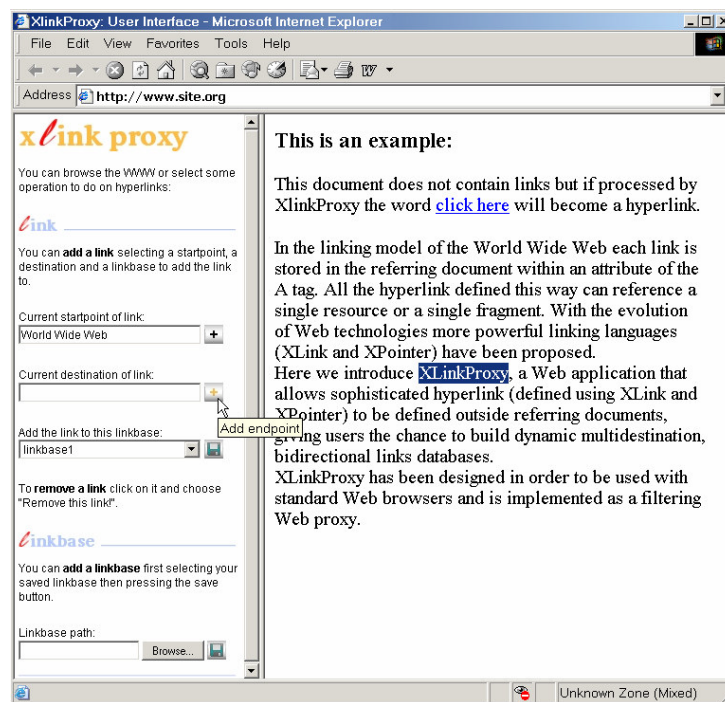 XlinkProxy: User Interface - Microsoft Internet Explorer
File Edit View Favorites Tools Help
Address http://www.site.org
xlink proxy
You can browse the WWW or select some
operation to do on hyperlinks:
link
You can add a link selecting a startpoint, a
destination and a linkbase to add the link
to.
Current startpoint of link:
World Wide Web
Current destination of link:
Add endpoint
Add the link to this linkbase:
linkbase1
To remove a link click on it and choose
"Remove this link!".
linkbase
You can add a linkbase first selecting your
saved linkbase then pressing the save
button.
Linkbase path:
Browse...
This is an example:
This document does not contain links but if processed by
XlinkProxy the word click here will become a hyperlink.
In the linking model of the World Wide Web each link is
stored in the referring document within an attribute of the
A tag. All the hyperlink defined this way can reference a
single resource or a single fragment. With the evolution
of Web technologies more powerful linking languages
(XLink and XPointer) have been proposed.
Here we introduce XLinkProxy, a Web application that
allows sophisticated hyperlink (defined using XLink and
XPointer) to be defined outside referring documents,
giving users the chance to build dynamic multidestination,
bidirectional links databases.
XLinkProxy has been designed in order to be used with
standard Web browsers and is implemented as a filtering
Web proxy.
Unknown Zone (Mixed)